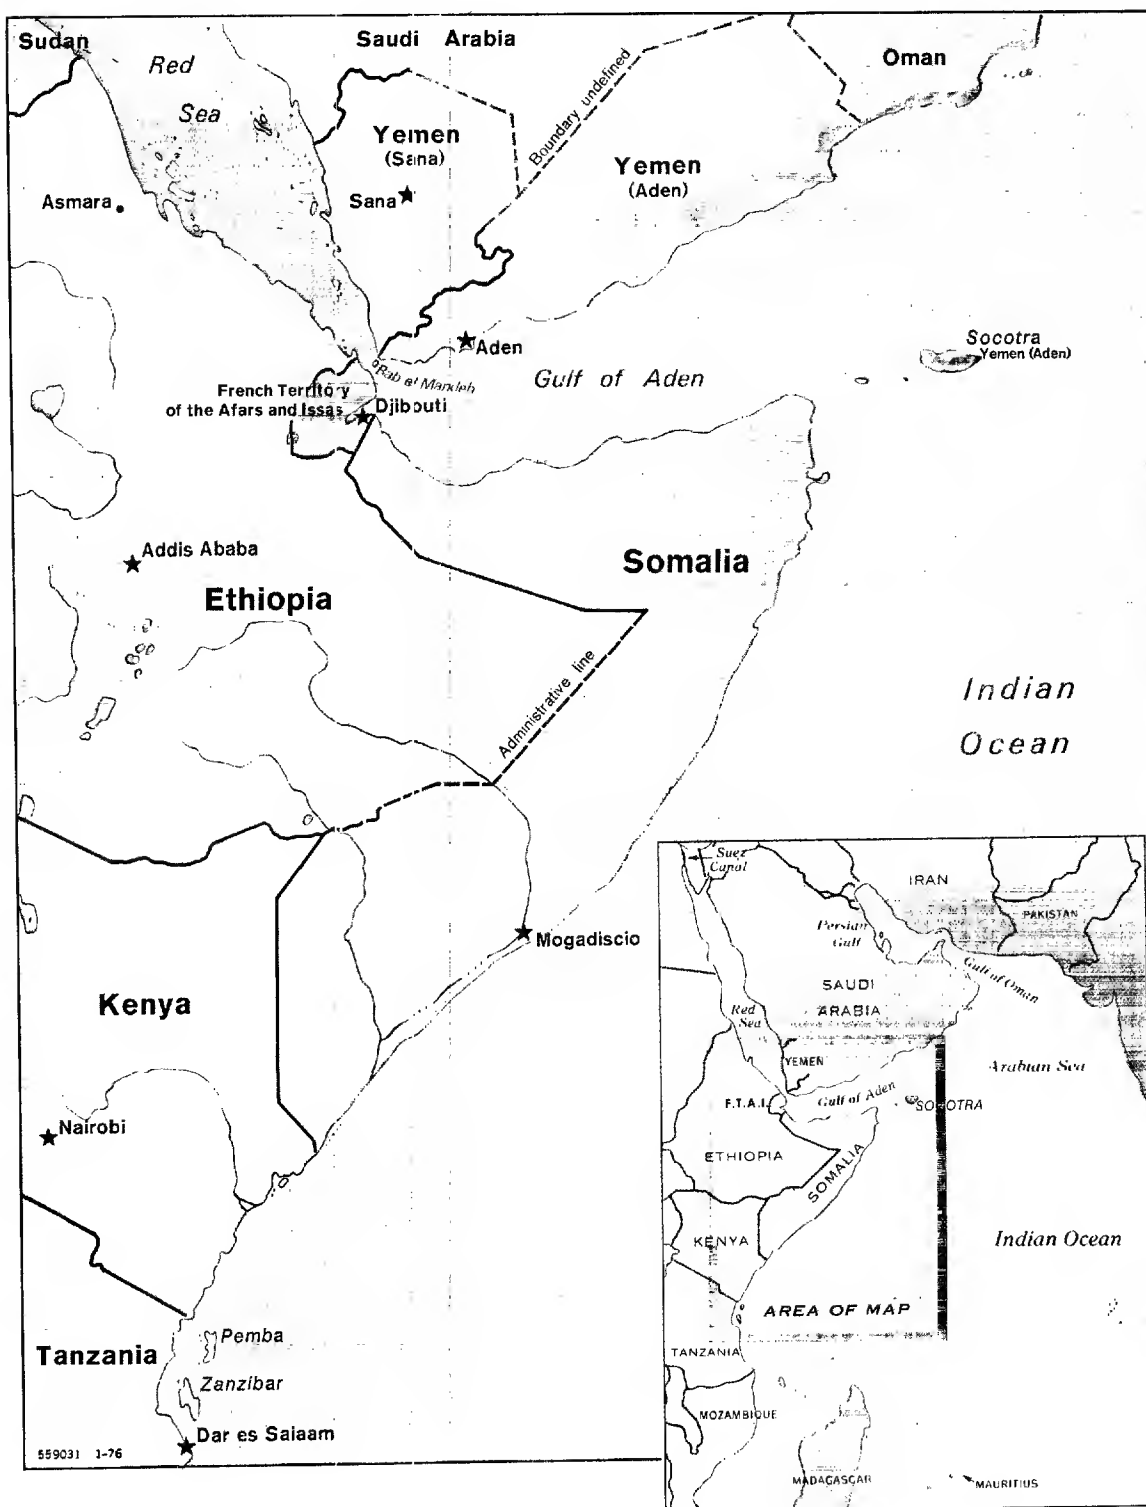 Sudan
Red
Sea
Saudi Arabia
Oman
Boundary undefined
Yemen
(Sana)
Sana
Yemen
(Aden)
Asmara
Aden
Socotra
Yemen (Aden)
Bab el Mandeb
Gulf of Aden
French Territory
of the Afars and Issas
Djibouti
Addis Ababa
Somalia
Ethiopia
Administrative line
Indian
Ocean
Mogadiscio
Kenya
Nairobi
Pemba
Tanzania
Zanzibar
Dar es Salaam
559031 1-76
Suez
Canal
IRAN
PAKISTAN
Persian
Gulf
Gulf of Oman
SAUDI
ARABIA
Red
Sea
YEMEN
Arabian Sea
F.T.A.I.
Gulf of Aden
SOCOTRA
ETHIOPIA
SOMALIA
KENYA
Indian Ocean
AREA OF MAP
TANZANIA
MOZAMBIQUE
MADAGASCAR
MAURITIUS